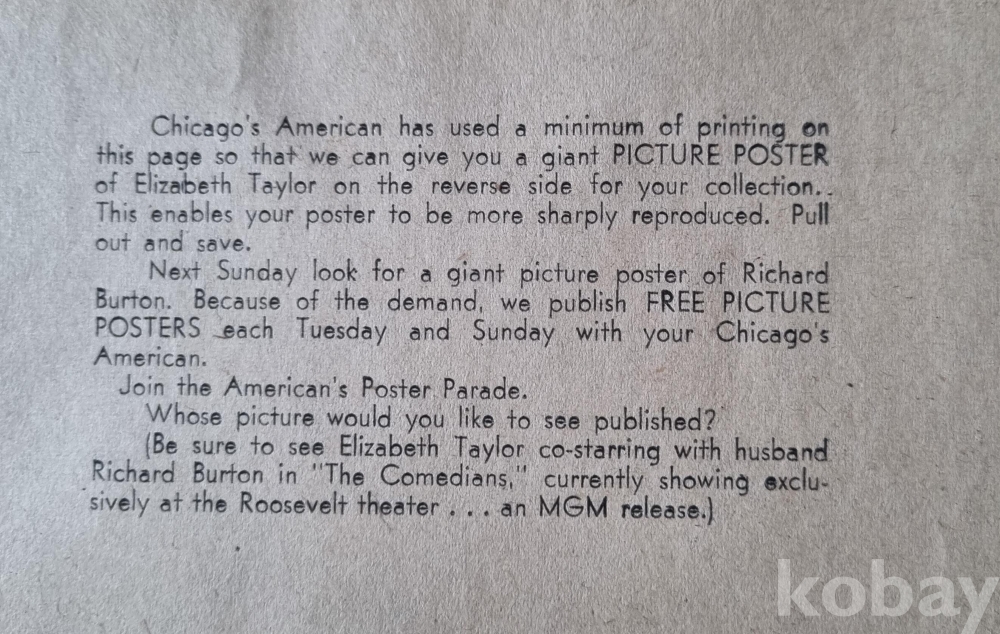 Chicago's American has used a minimum of printing on
this page so that we can give you a giant PICTURE POSTER
of Elizabeth Taylor on the reverse side for your collection..
This enables your poster to be more sharply reproduced. Pull
out and save.
Next Sunday look for a giant picture poster of Richard
Burton. Because of the demand, we publish FREE PICTURE
POSTERS each Tuesday and Sunday with your Chicago's
American.
Join the American's Poster Parade.
Whose picture would you like to see published?
(Be sure to see Elizabeth Taylor co-starring with husband
Richard Burton in "The Comedians," currently showing exclu-
sively at the Roosevelt theater . . . an MGM release.)
kobay